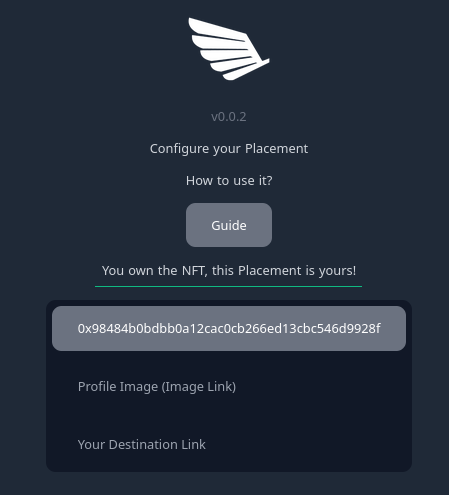 v0.0.2
Configure your Placement
How to use it?
Guide
You own the NFT, this Placement is yours!
0x98484b0bdbb0a12cac0cb266ed13cbc546d9928f
Profile Image (Image Link)
Your Destination Link